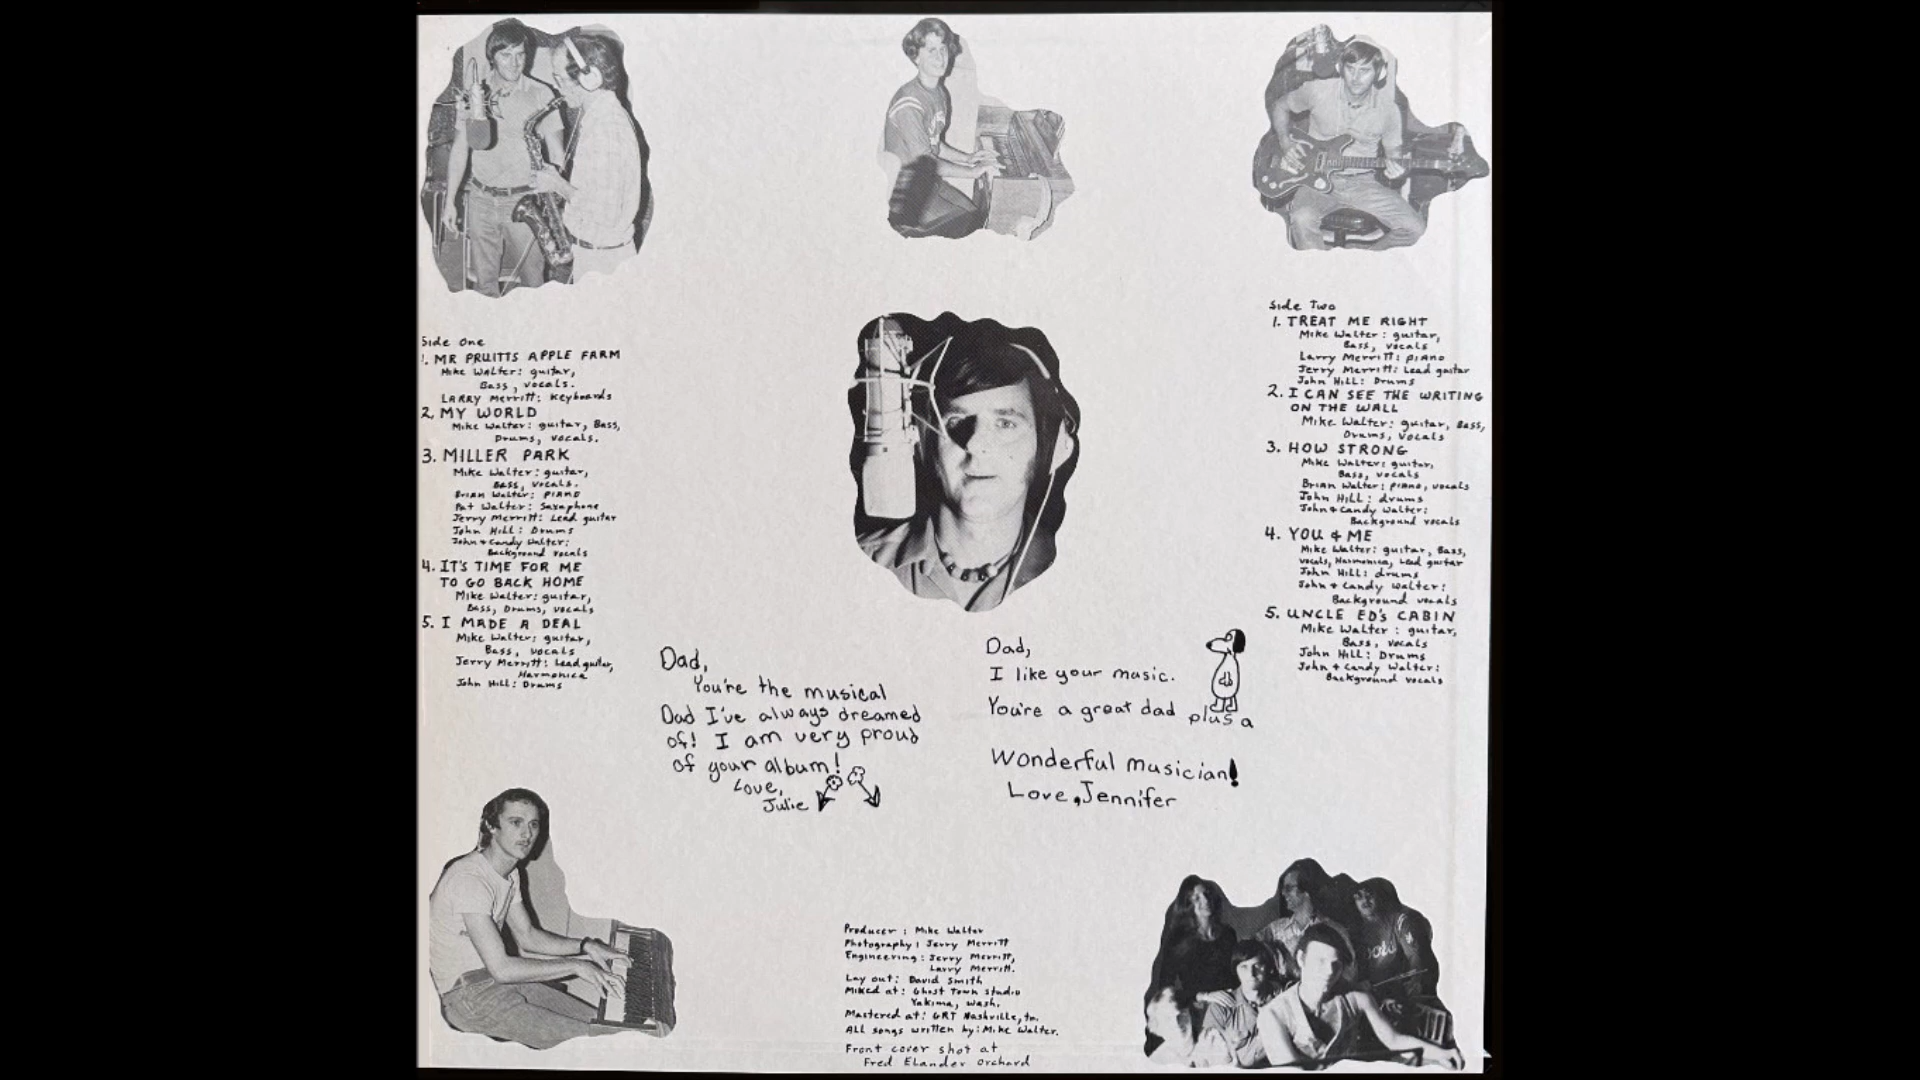 Side One
1. MR PRUITTS APPLE FARM
Mike Walter: guitar,
Bass, vocals.
LARRY Merritt: Keyboards
2. MY WORLD
Mike Walter: guitar, Bass,
Drums, vocals.
3. MILLER PARK
Mike Walter: guitar,
Bass, vocals.
Brian Walter: piano
Pat Walter: Saxaphone
Jerry Merritt: Lead guitar
John Hill: Drums
John + Candy Walter:
Background vocals
4. IT'S TIME FOR ME
TO GO BACK HOME
Mike Walter: guitar,
Bass, Drums, vocals
5. I MADE A DEAL
Mike Walter: guitar,
Bass, vocals
Jerry Merritt: Lead guitar,
Harmonica
John Hill: Drums
Side Two
1. TREAT ME RIGHT
Mike Walter: guitar,
Bass, vocals
Larry Merritt: piano
Jerry Merritt: Lead guitar
John Hill: Drums
2. I CAN SEE THE WRITING
ON THE WALL
Mike Walter: guitar, Bass,
Drums, Vocals
3. HOW STRONG
Mike Walter: guitar,
Bass, vocals
Brian Walter: piano, vocals
John Hill: drums
John + Candy Walter:
Background vocals
4. YOU & ME
Mike Walter: guitar, Bass,
vocals, Harmonica, Lead guitar
John Hill: drums
John + Candy Walter:
Background vocals
5. UNCLE ED'S CABIN
Mike Walter: guitar,
Bass, vocals
John Hill: Drums
John + Candy Walter:
Background vocals
Dad,
You're the musical
Dad I've always dreamed
of! I am very proud
of your album!
Love,
Julie
Dad,
I like your music.
You're a great dad plus a
Wonderful musician!
Love, Jennifer
Producer: Mike Walter
Photography: Jerry Merritt
Engineering: Jerry Merritt,
Larry Merritt.
Lay out: David Smith
Mixed at: Ghost Town Studio
Yakima, Wash.
Mastered at: GRT Nashville, tn.
All songs written by: Mike Walter.
Front cover shot at
Fred Elander Orchard